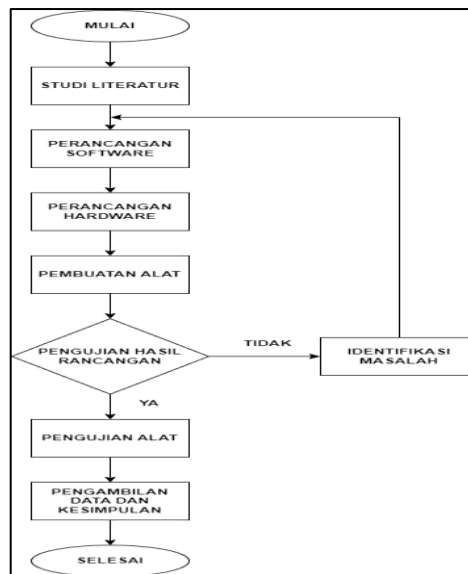 MULAI
STUDI LITERATUR
PERANCANGAN
SOFTWARE
PERANCANGAN
HARDWARE
PEMBUATAN ALAT
PENGUJIAN HASIL
RANCANGAN
TIDAK
IDENTIFIKASI
MASALAH
YA
PENGUJIAN ALAT
PENGAMBILAN
DATA DAN
KESIMPULAN
SELESAI